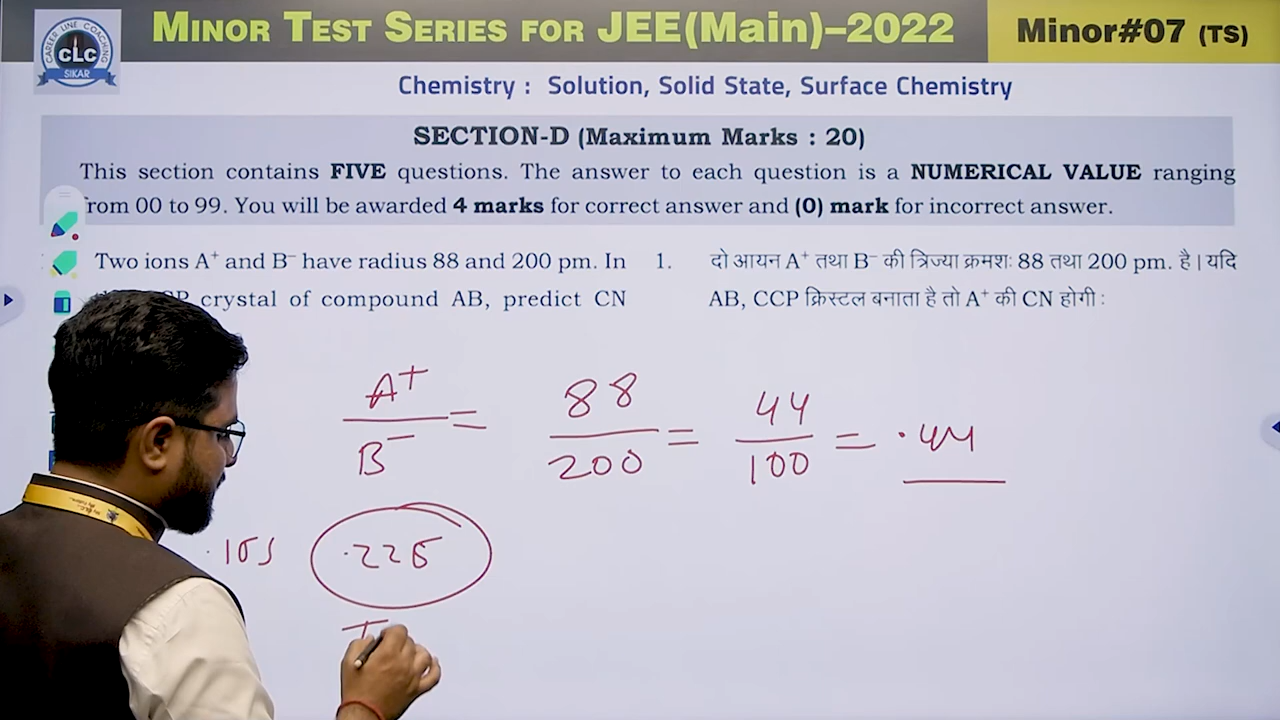 MINOR TEST SERIES FOR JEE(MAIN)–2022
Minor#07 (TS)
CAREER LINE COACHING
CLC
SIKAR
Chemistry : Solution, Solid State, Surface Chemistry
SECTION-D (Maximum Marks : 20)
This section contains FIVE questions. The answer to each question is a NUMERICAL VALUE ranging
from 00 to 99. You will be awarded 4 marks for correct answer and (0) mark for incorrect answer.
Two ions A⁺ and B⁻ have radius 88 and 200 pm. In
crystal of compound AB, predict CN
1. दो आयन A⁺ तथा B⁻ की त्रिज्या क्रमशः 88 तथा 200 pm. है। यदि
AB, CCP क्रिस्टल बनाता है तो A⁺ की CN होगी :
A⁺/B⁻ = 88/200 = 44/100 = .44
.155 .225
T